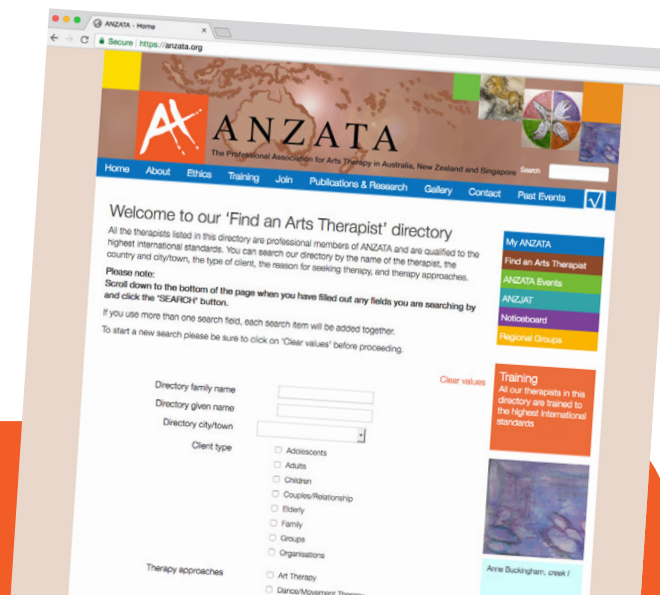 ANZATA - Home
Secure https://anzata.org
ANZATA
The Professional Association for Arts Therapy in Australia, New Zealand and Singapore
Search
Home About Ethics Training Join Publications & Research Gallery Contact Past Events
Welcome to our 'Find an Arts Therapist' directory
All the therapists listed in this directory are professional members of ANZATA and are qualified to the
highest international standards. You can search our directory by the name of the therapist, the
country and city/town, the type of client, the reason for seeking therapy, and therapy approaches.
Please note:
Scroll down to the bottom of the page when you have filled out any fields you are searching by
and click the 'SEARCH' button.
If you use more than one search field, each search item will be added together.
To start a new search please be sure to click on 'Clear values' before proceeding.
Clear values
Directory family name
Directory given name
Directory city/town
Client type
Adolescents
Adults
Children
Couples/Relationship
Elderly
Family
Groups
Organisations
Therapy approaches
Art Therapy
Dance/Movement Therapy
My ANZATA
Find an Arts Therapist
ANZATA Events
ANZJAT
Noticeboard
Regional Groups
Training
All our therapists in this
directory are trained to
the highest international
standards
Anne Buckingham, creek I